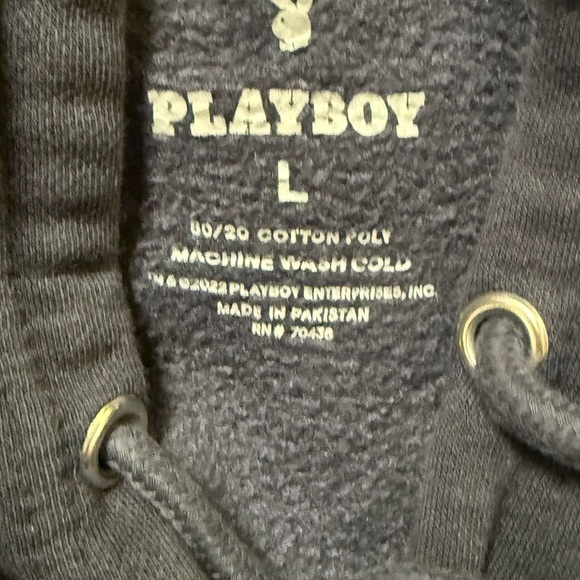 PLAYBOY
L
80/20 COTTON POLY
MACHINE WASH COLD
TM & ©2022 PLAYBOY ENTERPRISES, INC.
MADE IN PAKISTAN
RN# 70436